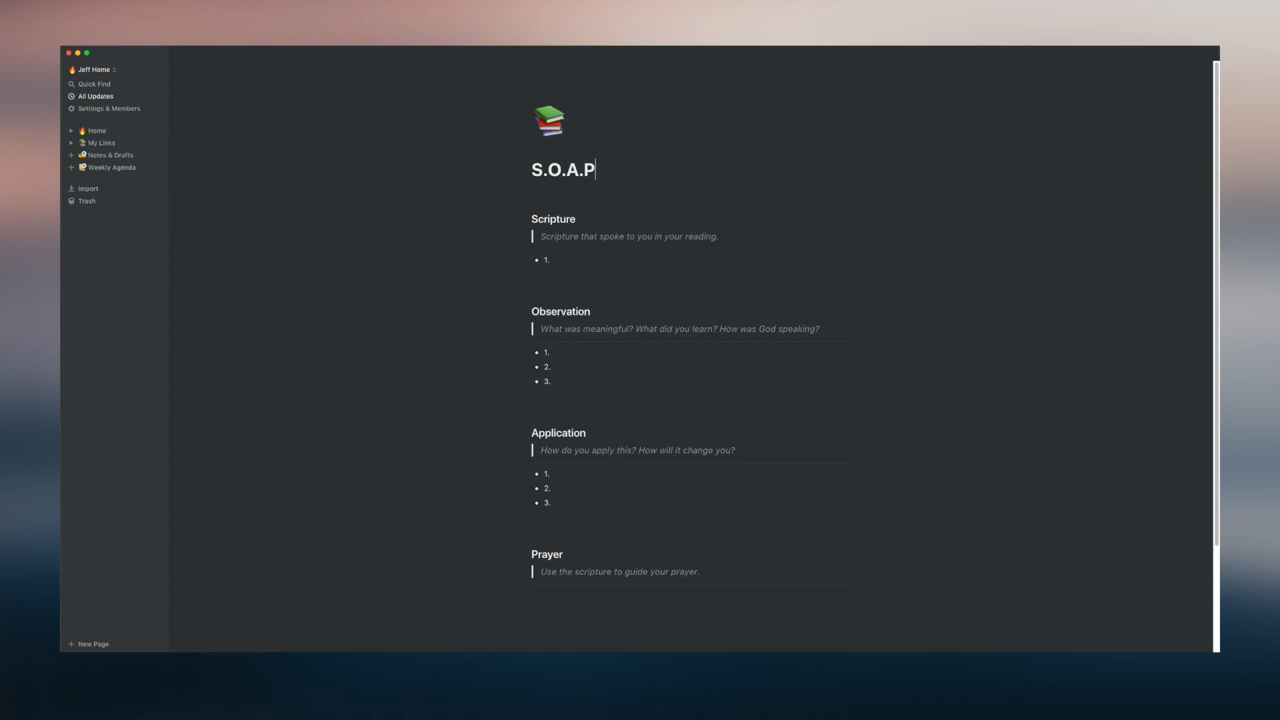 Jeff Home
Quick Find
All Updates
Settings & Members
Home
My Links
Notes & Drafts
Weekly Agenda
Import
Trash
New Page
S.O.A.P
Scripture
Scripture that spoke to you in your reading.
1.
Observation
What was meaningful? What did you learn? How was God speaking?
1.
2.
3.
Application
How do you apply this? How will it change you?
1.
2.
3.
Prayer
Use the scripture to guide your prayer.